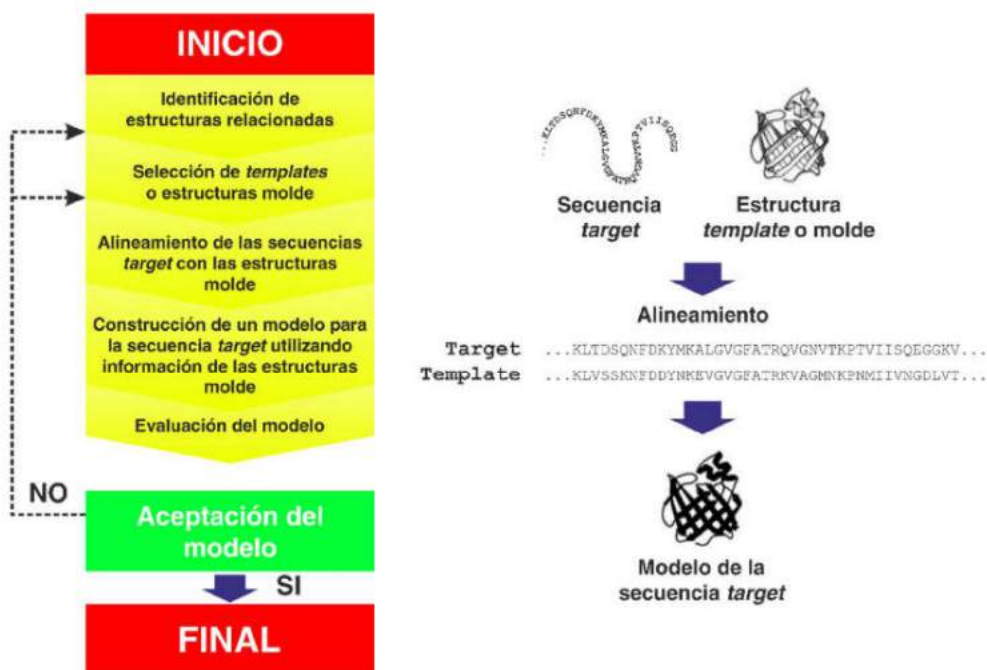 INICIO
Identificación de
estructuras relacionadas
Selección de templates
o estructuras molde
Alineamiento de las secuencias
target con las estructuras
molde
Construcción de un modelo para
la secuencia target utilizando
información de las estructuras
molde
Evaluación del modelo
NO
Aceptación del
modelo
SI
FINAL
Secuencia
target
Estructura
template o molde
Alineamiento
Target ...KLTDSQNFDKYMKALGVGFATRQVGNVTKPTVIISQEGGKV...
Template ...KLVSSKNFDDYNKEVGVGFATRKVAGMNKPNMIIVNGDLVT...
Modelo de la
secuencia target